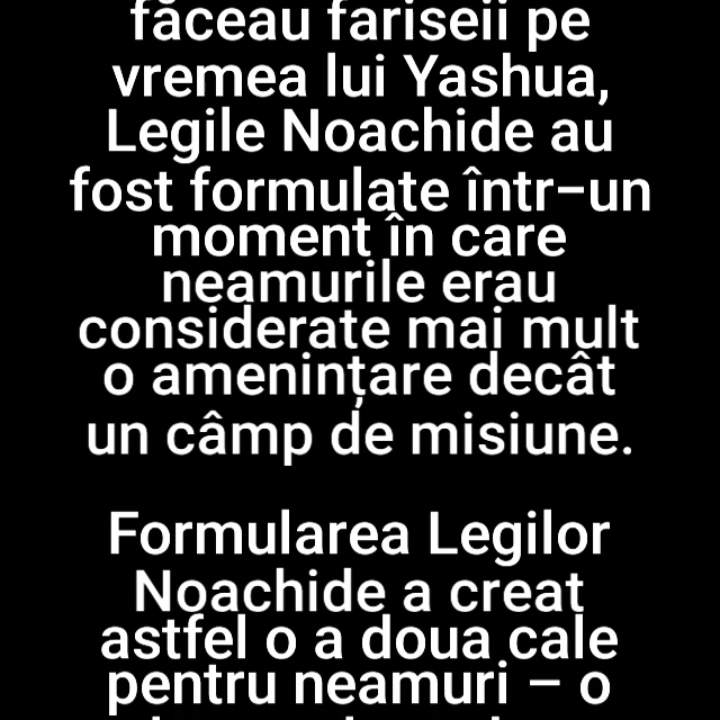 făceau fariseii pe
vremea lui Yashua,
Legile Noachide au
fost formulate într-un
moment în care
neamurile erau
considerate mai mult
o amenințare decât
un câmp de misiune.
Formularea Legilor
Noachide a creat
astfel o a doua cale
pentru neamuri – o